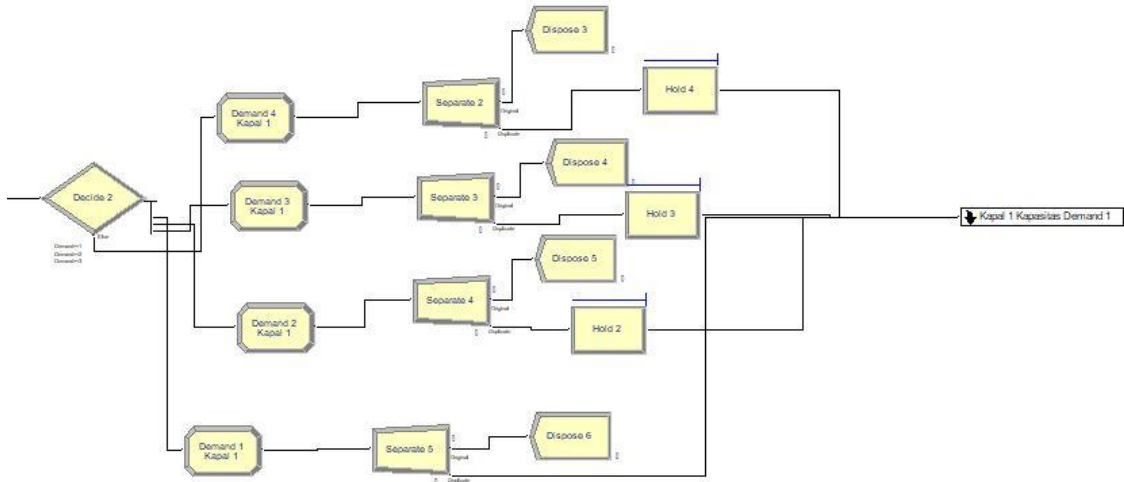 Dispose 3
Original
Duplicate
Separate 2
Hold 4
Demand 4
Kapal 1
Decide 2
Else
Demand==1
Demand==2
Demand==3
Dispose 4
Demand 3
Kapal 1
Separate 3
Original
Duplicate
Hold 3
Kapal 1 Kapasitas Demand 1
Dispose 5
Demand 2
Kapal 1
Separate 4
Original
Duplicate
Hold 2
Dispose 6
Demand 1
Kapal 1
Separate 5
Original
Duplicate